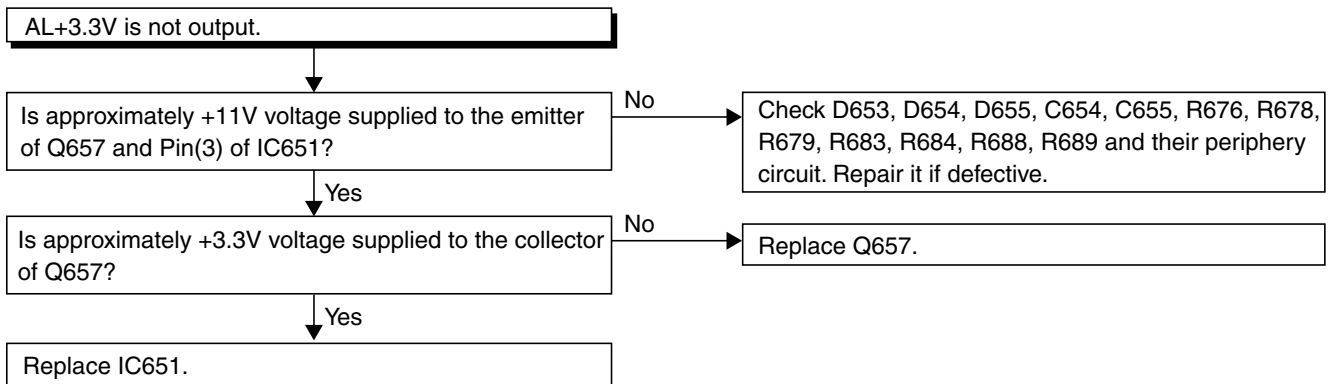 AL+3.3V is not output.
Is approximately +11V voltage supplied to the emitter
of Q657 and Pin(3) of IC651?
No
Check D653, D654, D655, C654, C655, R676, R678,
R679, R683, R684, R688, R689 and their periphery
circuit. Repair it if defective.
Yes
Is approximately +3.3V voltage supplied to the collector
of Q657?
No
Replace Q657.
Yes
Replace IC651.